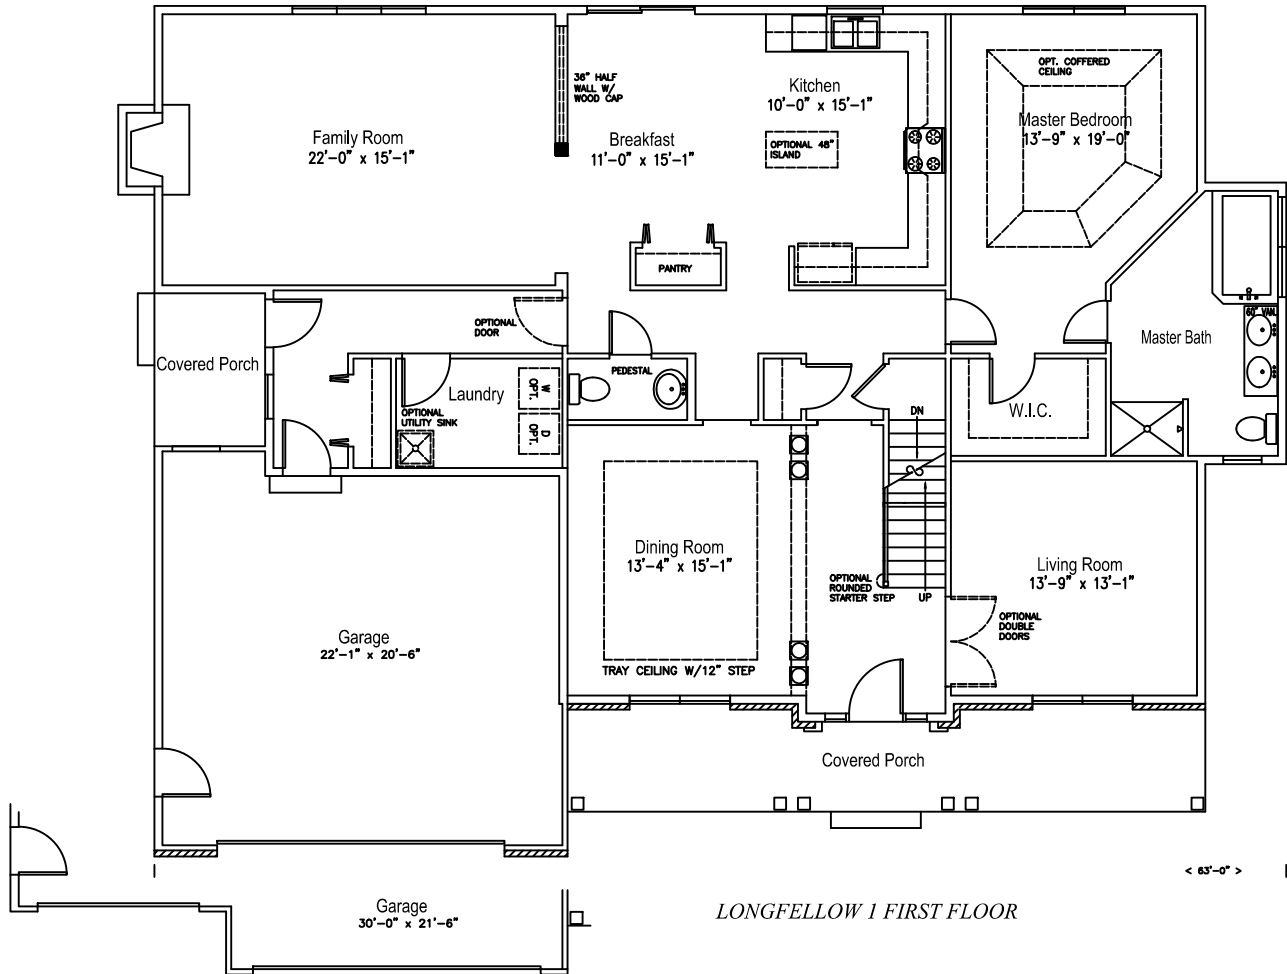 OPT. COFFERED
CEILING
36" HALF
WALL W/
WOOD CAP
Kitchen
10'-0" x 15'-1"
Family Room
22'-0" x 15'-1"
Breakfast
11'-0" x 15'-1"
OPTIONAL 48"
ISLAND
Master Bedroom
13'-9" x 19'-0"
PANTRY
OPTIONAL
DOOR
60" VAN.
Master Bath
Covered Porch
PEDESTAL
Laundry
W
OPT.
D
OPT.
OPTIONAL
UTILITY SINK
DN
W.I.C.
Dining Room
13'-4" x 15'-1"
Living Room
13'-9" x 13'-1"
OPTIONAL
ROUNDED
STARTER STEP
UP
OPTIONAL
DOUBLE
DOORS
Garage
22'-1" x 20'-6"
TRAY CEILING W/12" STEP
Covered Porch
< 63'-0" >
Garage
30'-0" x 21'-6"
LONGFELLOW 1 FIRST FLOOR